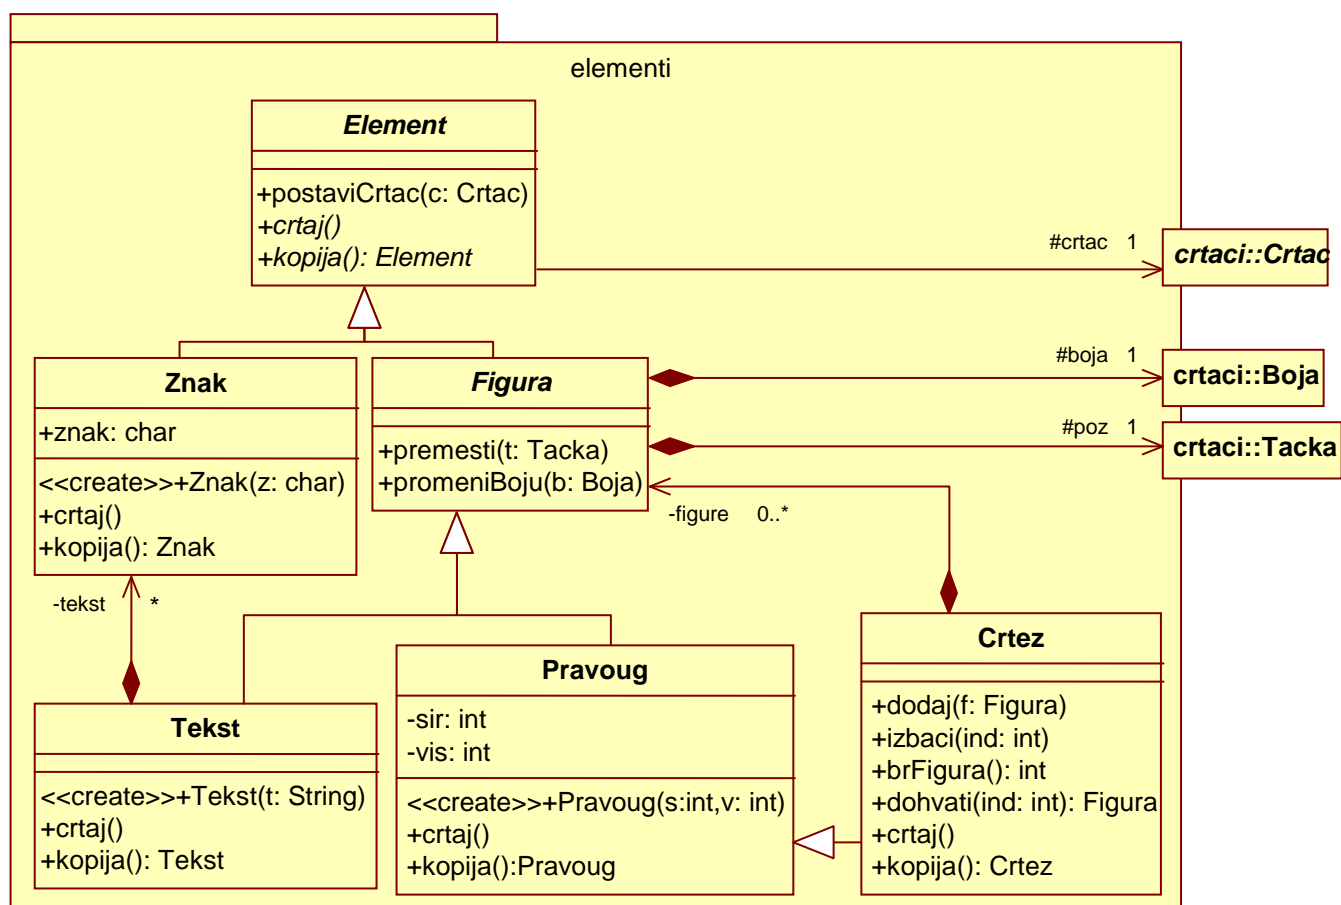 elementi
Element
+postaviCrtac(c: Crtac)
+crtaj()
+kopija(): Element
#crtac 1
crtaci::Crtac
Znak
+znak: char
<<create>>+Znak(z: char)
+crtaj()
+kopija(): Znak
Figura
+premesti(t: Tacka)
+promeniBoju(b: Boja)
#boja 1
crtaci::Boja
#poz 1
crtaci::Tacka
-figure 0..*
-tekst *
Tekst
<<create>>+Tekst(t: String)
+crtaj()
+kopija(): Tekst
Pravoug
-sir: int
-vis: int
<<create>>+Pravoug(s:int,v: int)
+crtaj()
+kopija():Pravoug
Crtez
+dodaj(f: Figura)
+izbaci(ind: int)
+brFigura(): int
+dohvati(ind: int): Figura
+crtaj()
+kopija(): Crtez